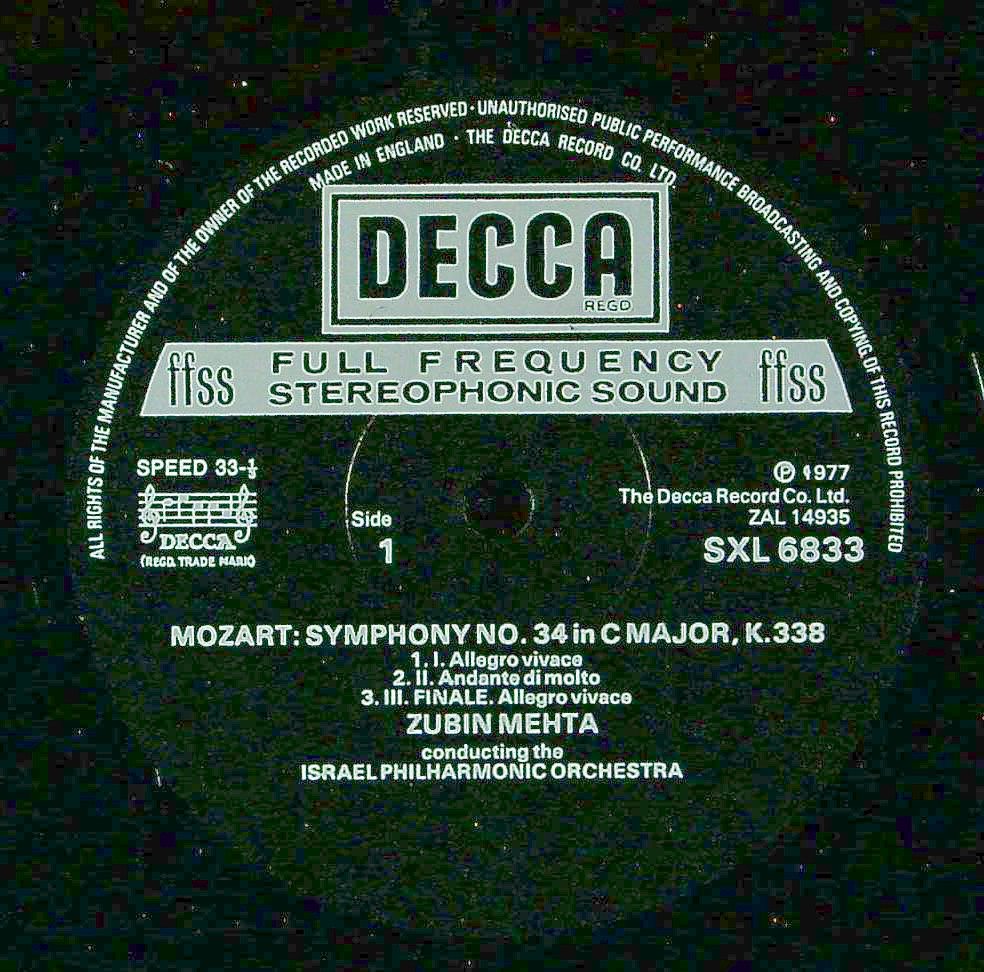 ALL RIGHTS OF THE MANUFACTURER AND OF THE OWNER OF THE RECORDED WORK RESERVED · UNAUTHORISED PUBLIC PERFORMANCE BROADCASTING AND COPYING OF THIS RECORD PROHIBITED
MADE IN ENGLAND · THE DECCA RECORD CO. LTD.
DECCA
REGD
ffss FULL FREQUENCY STEREOPHONIC SOUND ffss
SPEED 33-⅓
DECCA
(REGD. TRADE MARK)
Side
1
℗ 1977
The Decca Record Co. Ltd.
ZAL 14935
SXL 6833
MOZART: SYMPHONY NO. 34 in C MAJOR, K.338
1. I. Allegro vivace
2. II. Andante di molto
3. III. FINALE. Allegro vivace
ZUBIN MEHTA
conducting the
ISRAEL PHILHARMONIC ORCHESTRA